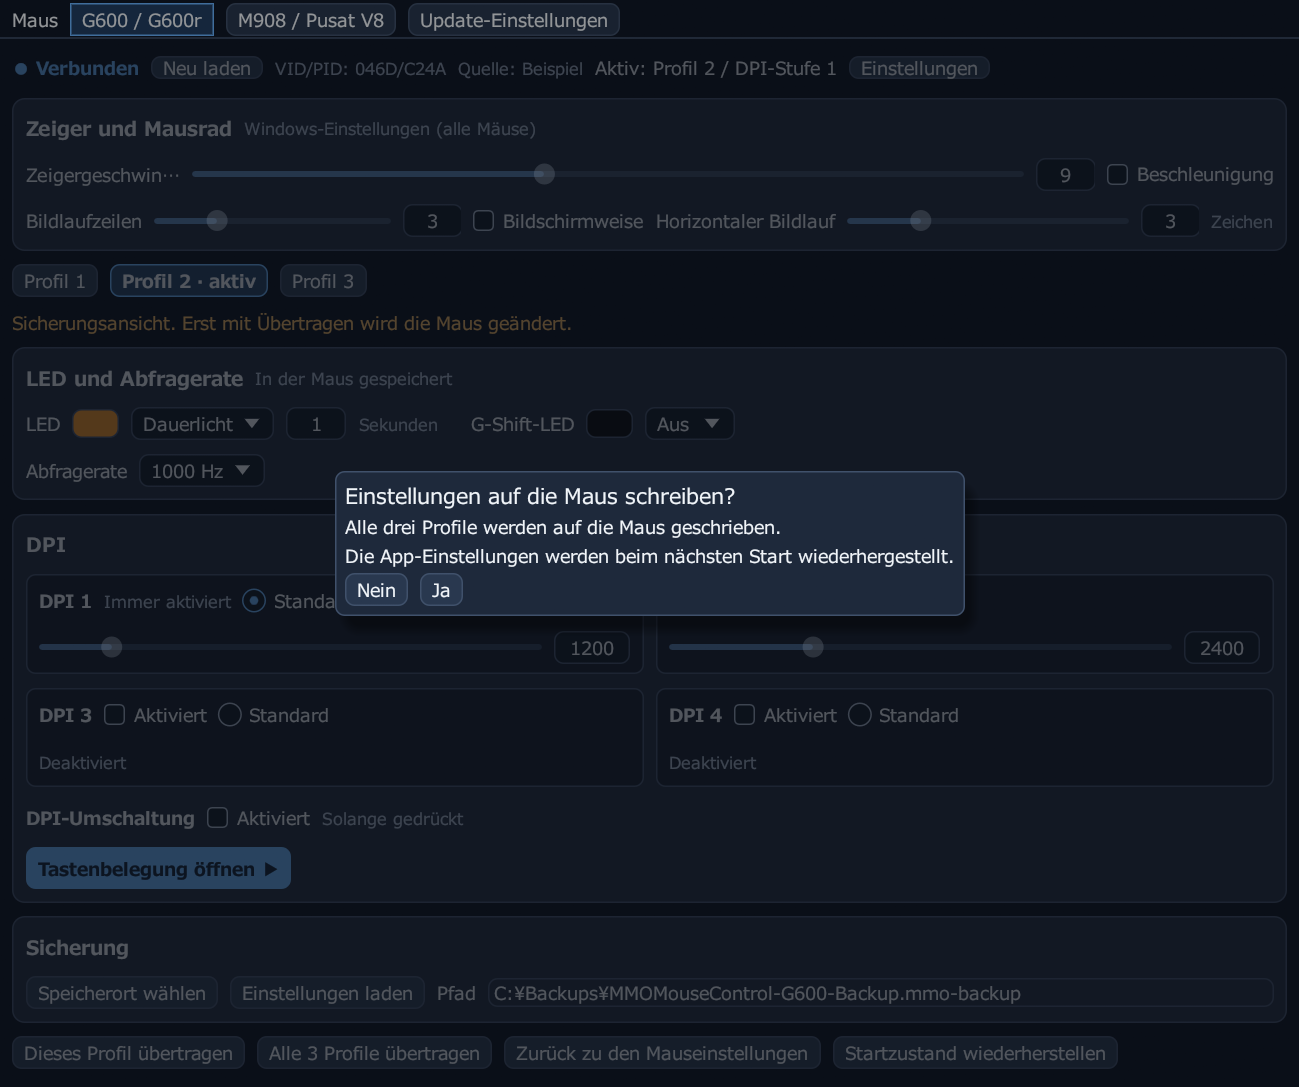 Maus G600 / G600r M908 / Pusat V8 Update-Einstellungen
Verbunden Neu laden VID/PID: 046D/C24A Quelle: Beispiel Aktiv: Profil 2 / DPI-Stufe 1 Einstellungen
Zeiger und Mausrad Windows-Einstellungen (alle Mäuse)
Zeigergeschwin··· 9 Beschleunigung
Bildlaufzeilen 3 Bildschirmweise Horizontaler Bildlauf 3 Zeichen
Profil 1 Profil 2 · aktiv Profil 3
Sicherungsansicht. Erst mit Übertragen wird die Maus geändert.
LED und Abfragerate In der Maus gespeichert
LED Dauerlicht 1 Sekunden G-Shift-LED Aus
Abfragerate 1000 Hz
Einstellungen auf die Maus schreiben?
Alle drei Profile werden auf die Maus geschrieben.
Die App-Einstellungen werden beim nächsten Start wiederhergestellt.
Nein Ja
DPI
DPI 1 Immer aktiviert Standa
1200 2400
DPI 3 Aktiviert Standard DPI 4 Aktiviert Standard
Deaktiviert Deaktiviert
DPI-Umschaltung Aktiviert Solange gedrückt
Tastenbelegung öffnen
Sicherung
Speicherort wählen Einstellungen laden Pfad C:¥Backups¥MMOMouseControl-G600-Backup.mmo-backup
Dieses Profil übertragen Alle 3 Profile übertragen Zurück zu den Mauseinstellungen Startzustand wiederherstellen